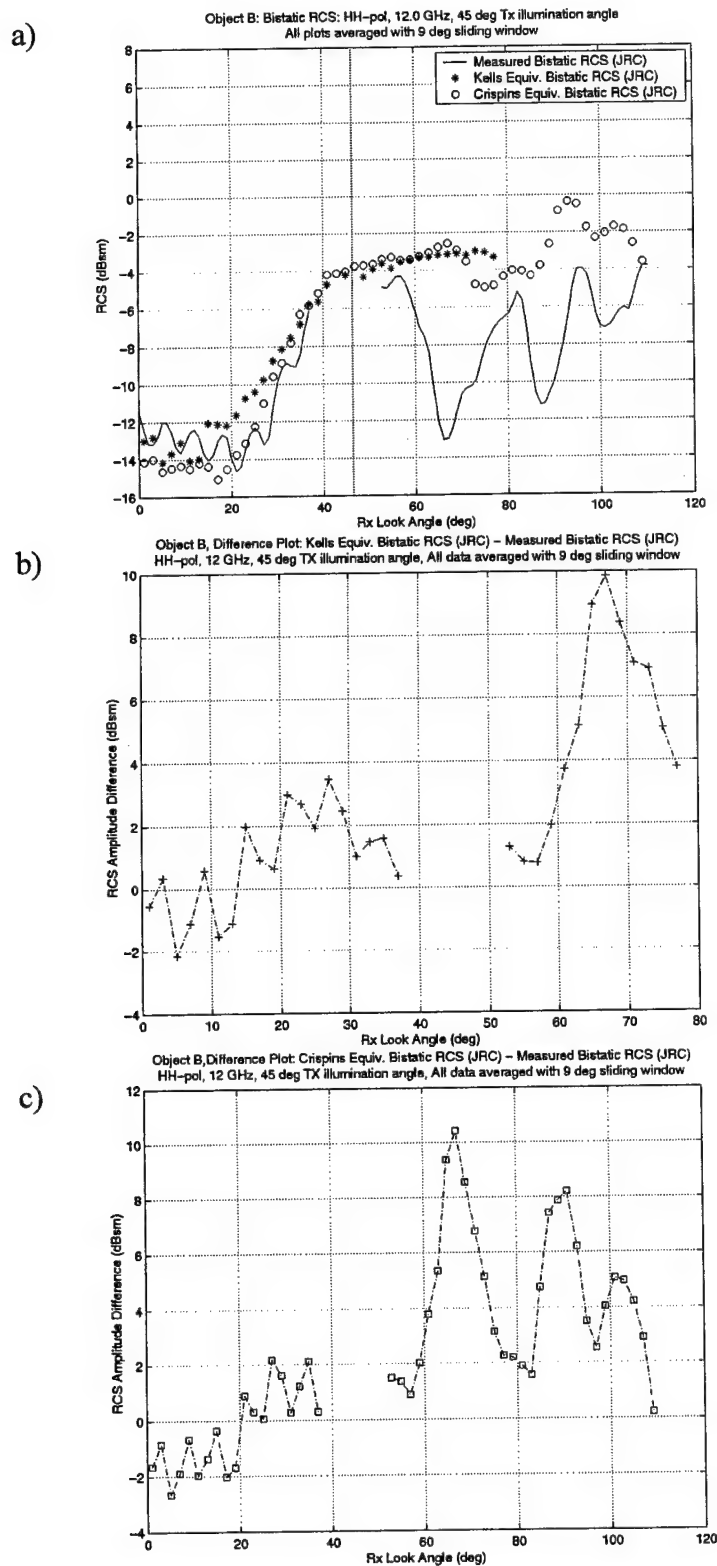 a)
Object B: Bistatic RCS: HH-pol, 12.0 GHz, 45 deg Tx illumination angle
All plots averaged with 9 deg sliding window
Measured Bistatic RCS (JRC)
Kells Equiv. Bistatic RCS (JRC)
Crispins Equiv. Bistatic RCS (JRC)
8
6
4
2
0
-2
-4
-6
-8
-10
-12
-14
-16
RCS (dBsm)
0 20 40 60 80 100 120
Rx Look Angle (deg)
b)
Object B, Difference Plot: Kells Equiv. Bistatic RCS (JRC) - Measured Bistatic RCS (JRC)
HH-pol, 12 GHz, 45 deg TX illumination angle, All data averaged with 9 deg sliding window
10
8
6
4
2
0
-2
-4
RCS Amplitude Difference (dBsm)
0 10 20 30 40 50 60 70 80
Rx Look Angle (deg)
c)
Object B,Difference Plot: Crispins Equiv. Bistatic RCS (JRC) - Measured Bistatic RCS (JRC)
HH-pol, 12 GHz, 45 deg TX illumination angle, All data averaged with 9 deg sliding window
12
10
8
6
4
2
0
-2
-4
RCS Amplitude Difference (dBsm)
0 20 40 60 80 100 120
Rx Look Angle (deg)